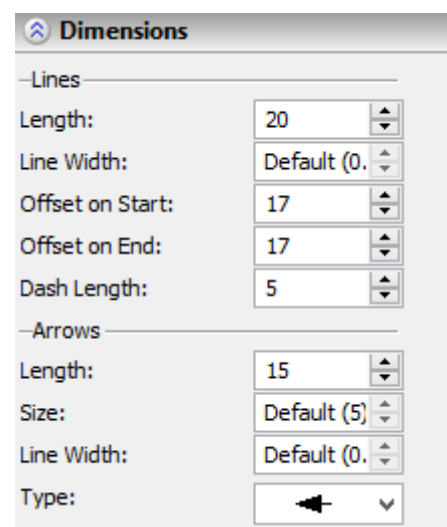 Dimensions
Lines
Length: 20
Line Width: Default (0.
Offset on Start: 17
Offset on End: 17
Dash Length: 5
Arrows
Length: 15
Size: Default (5)
Line Width: Default (0.
Type: